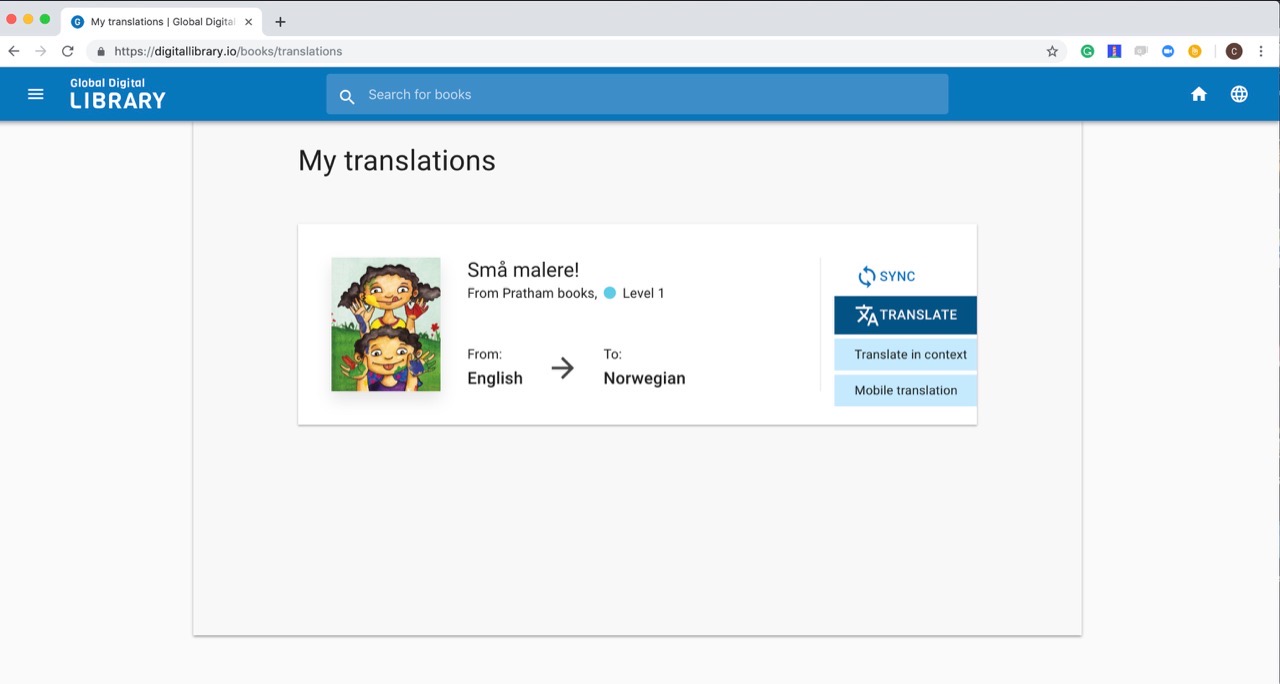 My translations | Global Digita
https://digitallibrary.io/books/translations
Global Digital
LIBRARY
Search for books
My translations
Små malere!
From Pratham books, Level 1
From:
English
To:
Norwegian
SYNC
TRANSLATE
Translate in context
Mobile translation